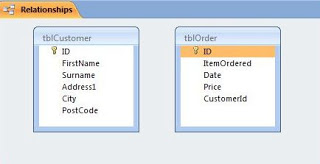 Relationships
tblCustomer
ID
FirstName
Surname
Address1
City
PostCode
tblOrder
ID
ItemOrdered
Date
Price
CustomerId